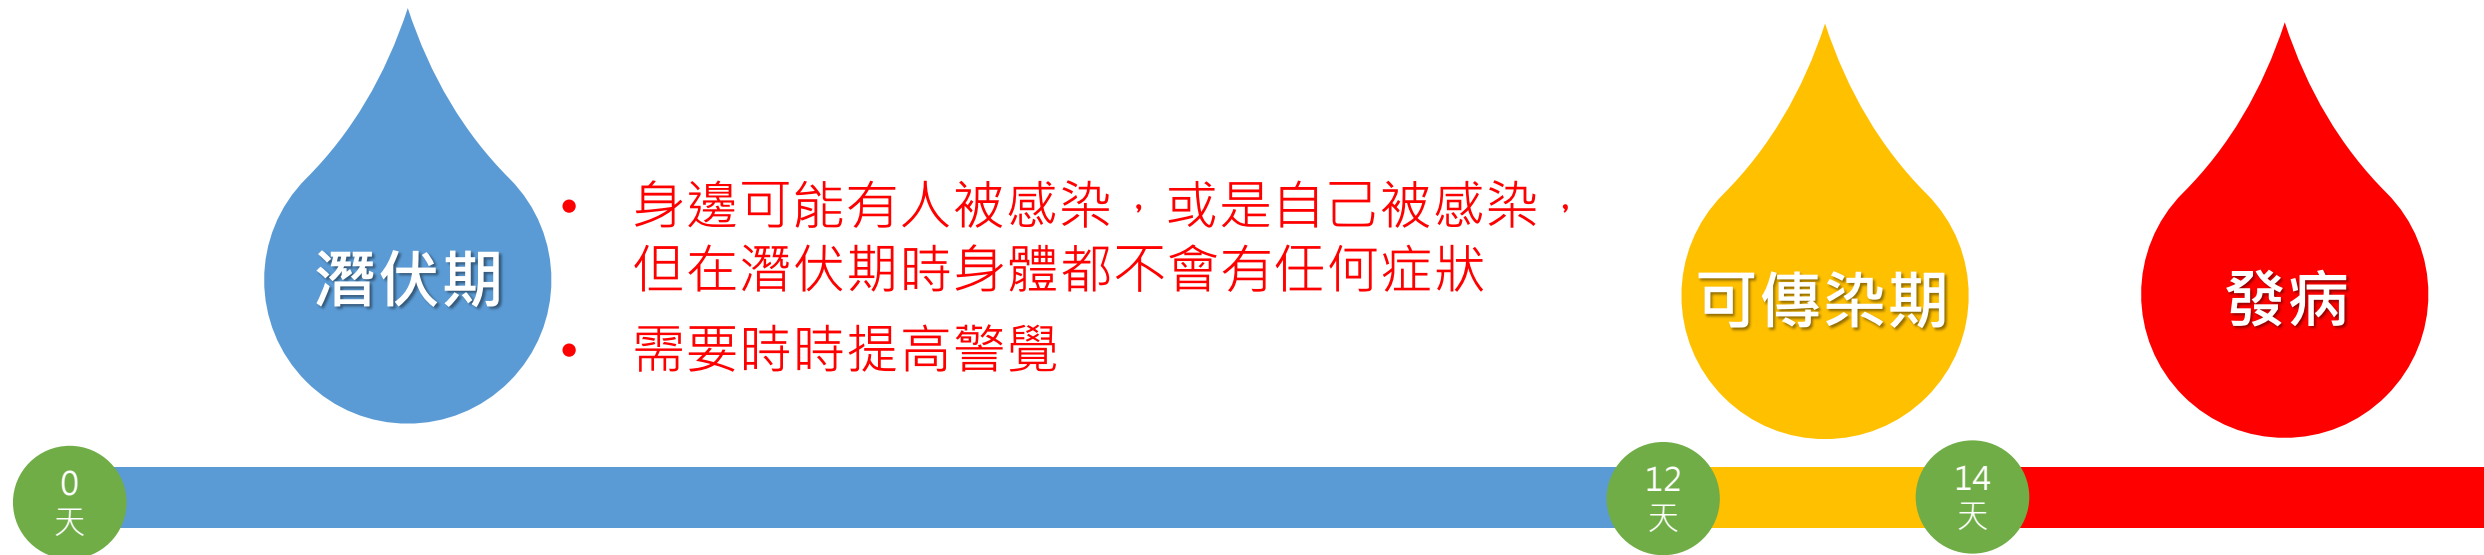 潛伏期
• 身邊可能有人被感染，或是自己被感染，
但在潛伏期時身體都不會有任何症狀
• 需要時時提高警覺
可傳染期
發病
0
天
12
天
14
天